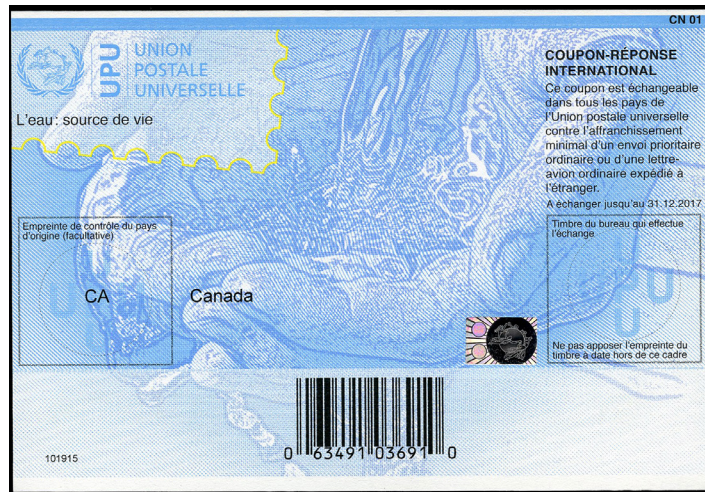 CN 01
UPU
UNION
POSTALE
UNIVERSELLE
L'eau: source de vie
COUPON-RÉPONSE
INTERNATIONAL
Ce coupon est échangeable
dans tous les pays de
l'Union postale universelle
contre l'affranchissement
minimal d'un envoi prioritaire
ordinaire ou d'une lettre-
avion ordinaire expédié à
l'étranger.
A échanger jusqu'au 31.12.2017
Empreinte de contrôle du pays
d'origine (facultative)
CA
Canada
Timbre du bureau qui effectue
l'échange
U
U
U
U
Ne pas apposer l'empreinte du
timbre à date hors de ce cadre
0 63491 03691 0
101915